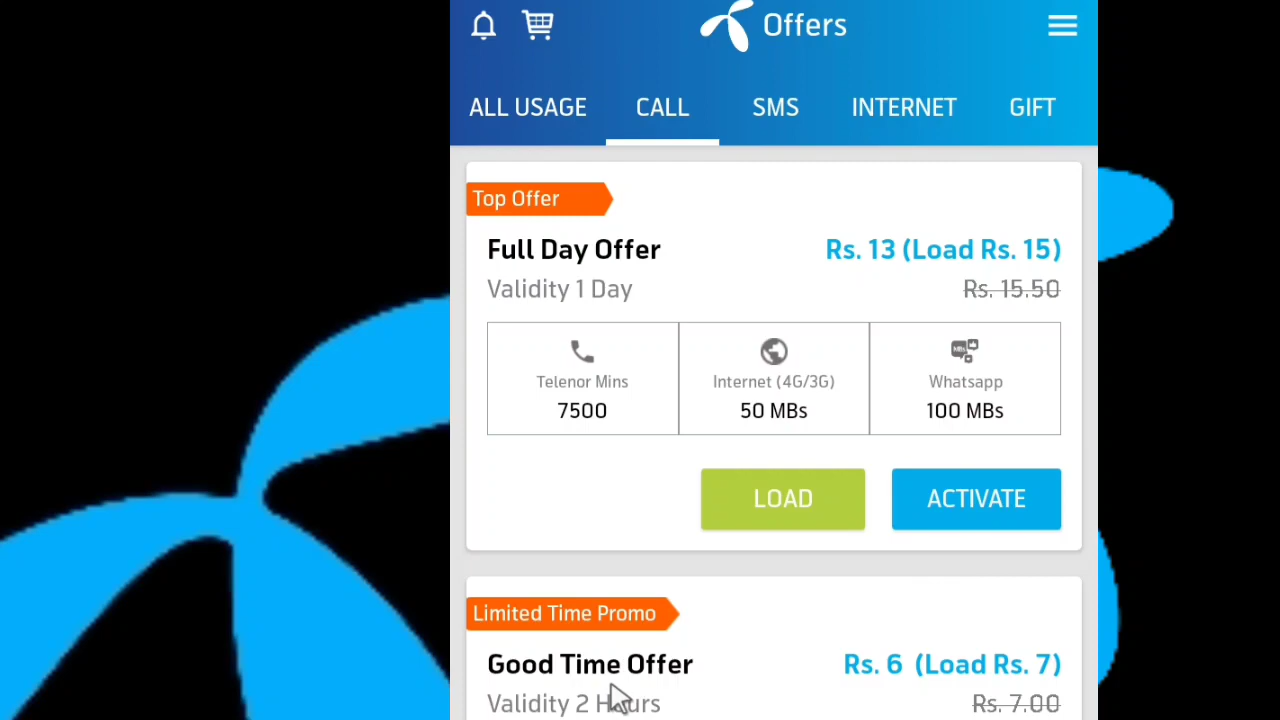 Offers
ALL USAGE CALL SMS INTERNET GIFT
Top Offer
Full Day Offer Rs. 13 (Load Rs. 15)
Validity 1 Day Rs. 15.50
Telenor Mins Internet (4G/3G) Whatsapp
7500 50 MBs 100 MBs
LOAD ACTIVATE
Limited Time Promo
Good Time Offer Rs. 6 (Load Rs. 7)
Validity 2 Hours Rs. 7.00